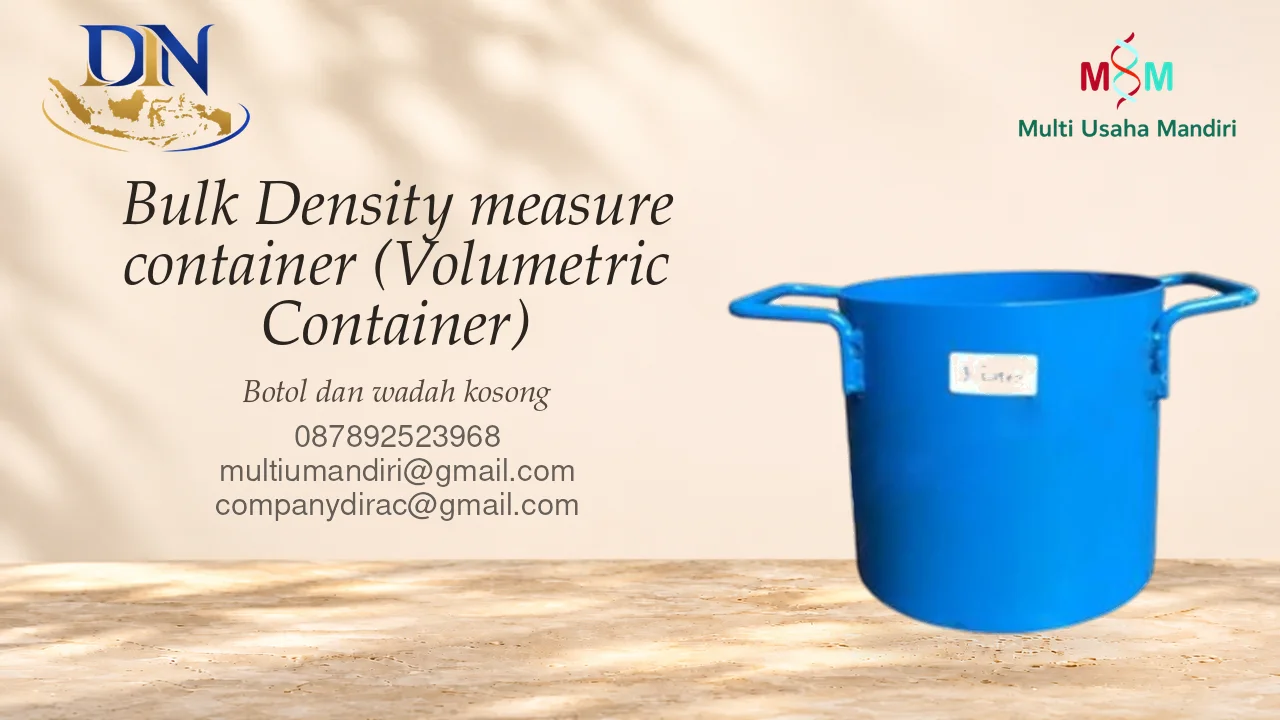 DIN
M M
Multi Usaha Mandiri
Bulk Density measure
container (Volumetric
Container)
Botol dan wadah kosong
087892523968
multiumandiri@gmail.com
companydirac@gmail.com